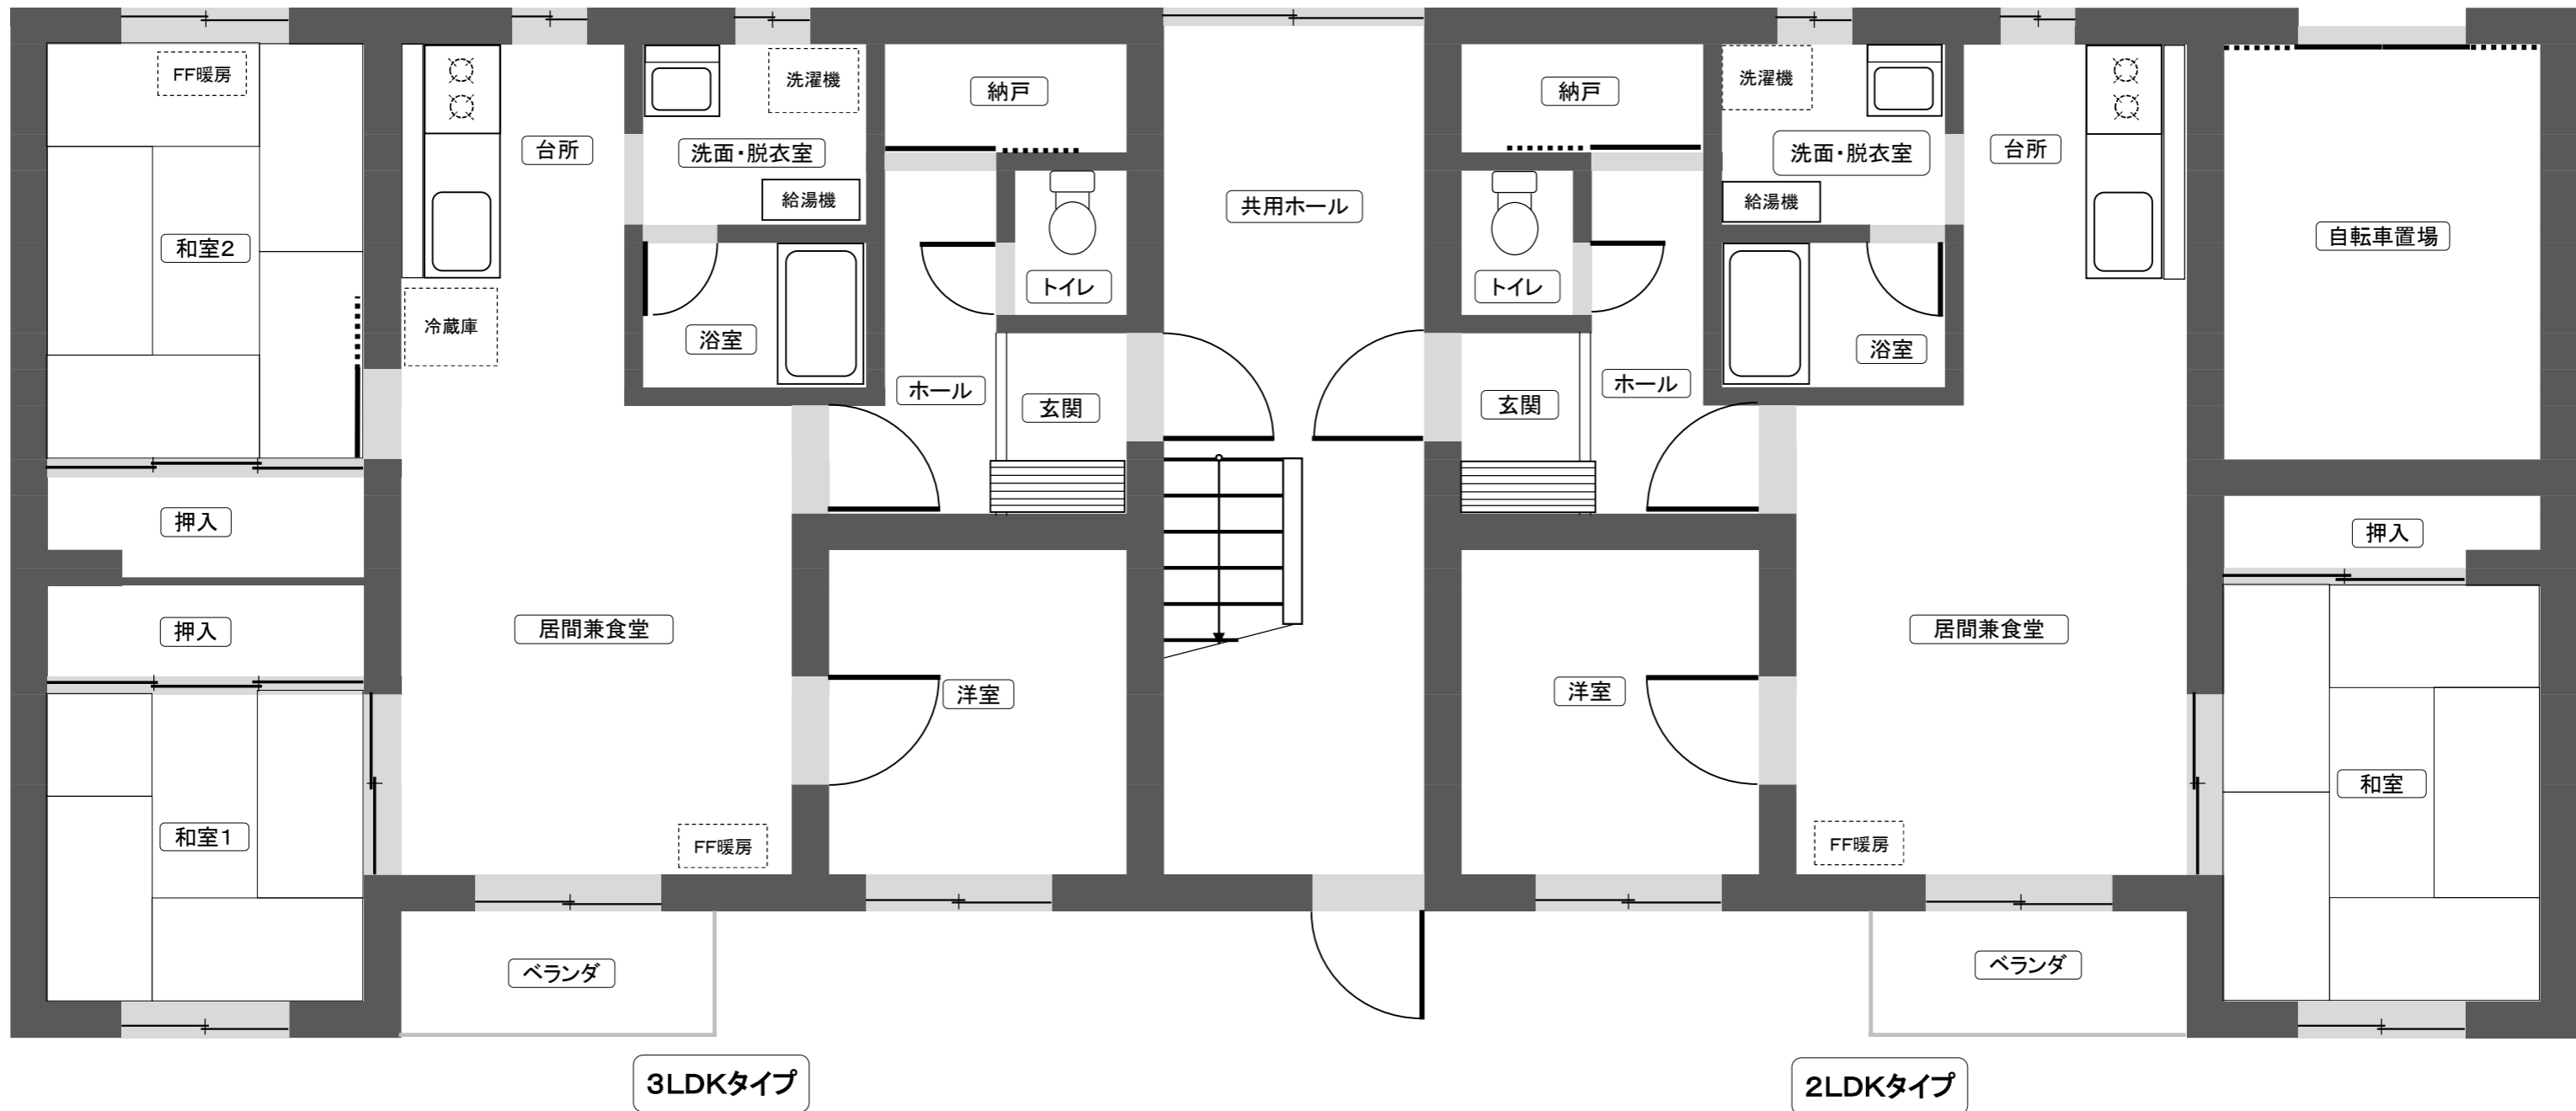 FF暖房
洗濯機
納戸
台所
洗面・脱衣室
給湯機
和室2
共用ホール
トイレ
冷蔵庫
浴室
ホール
玄関
押入
押入
居間兼食堂
洋室
和室1
FF暖房
ベランダ
3LDKタイプ
納戸
洗濯機
洗面・脱衣室
台所
給湯機
自転車置場
トイレ
浴室
ホール
玄関
押入
居間兼食堂
洋室
和室
FF暖房
ベランダ
2LDKタイプ